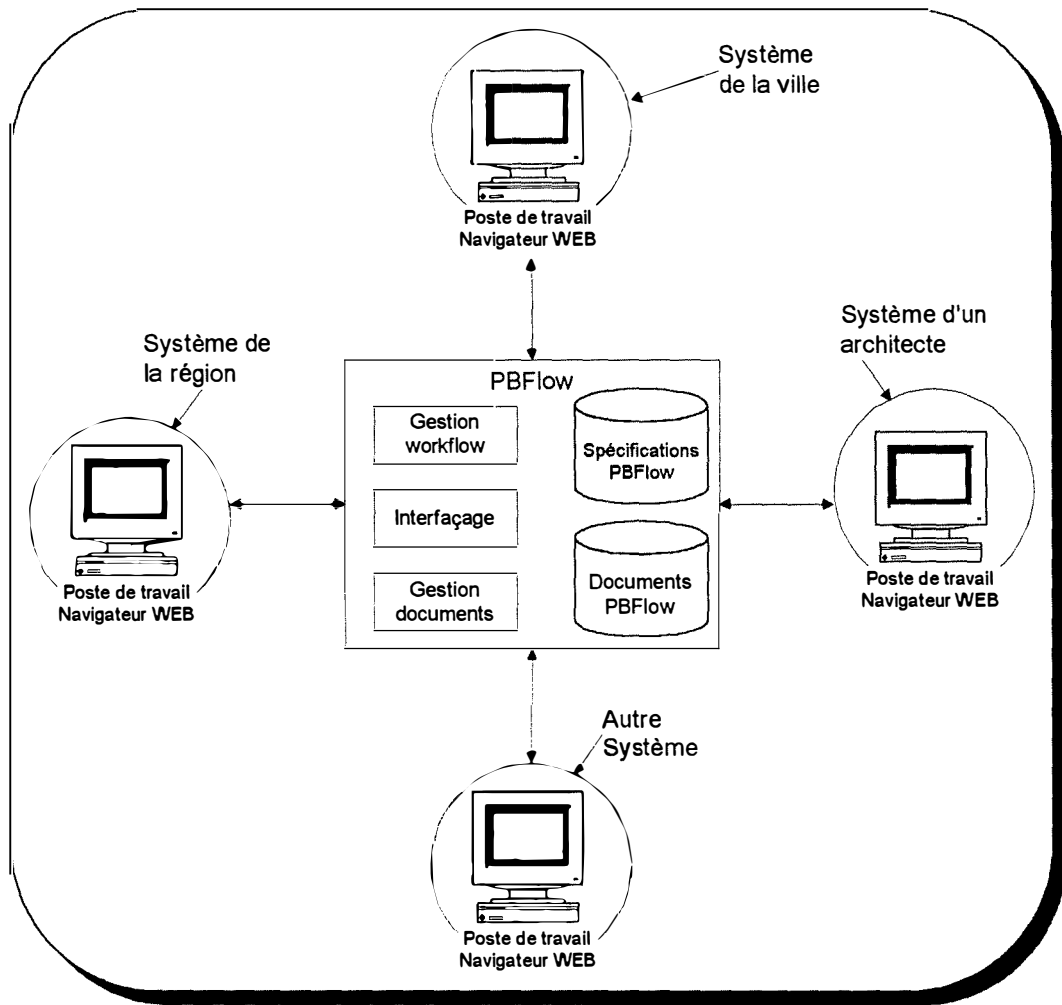 Système
de la ville
Poste de travail
Navigateur WEB
Système de
la région
Système d'un
architecte
PBFlow
Gestion
workflow
Spécifications
PBFlow
Interfaçage
Gestion
documents
Documents
PBFlow
Poste de travail
Navigateur WEB
Poste de travail
Navigateur WEB
Autre
Système
Poste de travail
Navigateur WEB